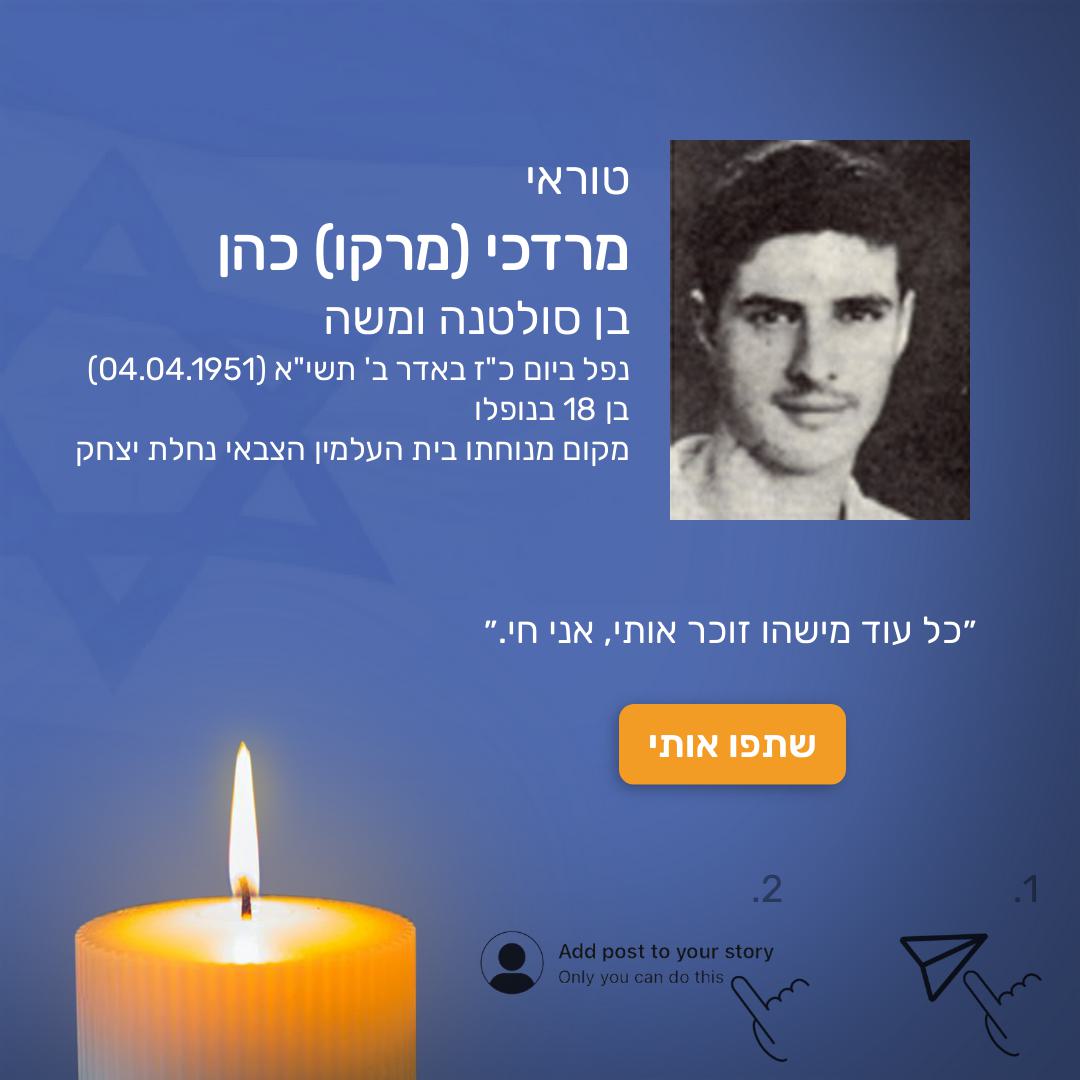 טוראי
מרדכי (מרקו) כהן
בן סולטנה ומשה
נפל ביום כ"ז באדר ב' תשי"א (04.04.1951)
בן 18 בנופלו
מקום מנוחתו בית העלמין הצבאי נחלת יצחק
״כל עוד מישהו זוכר אותי, אני חי.״
שתפו אותי
1.
2.
Add post to your story
Only you can do this